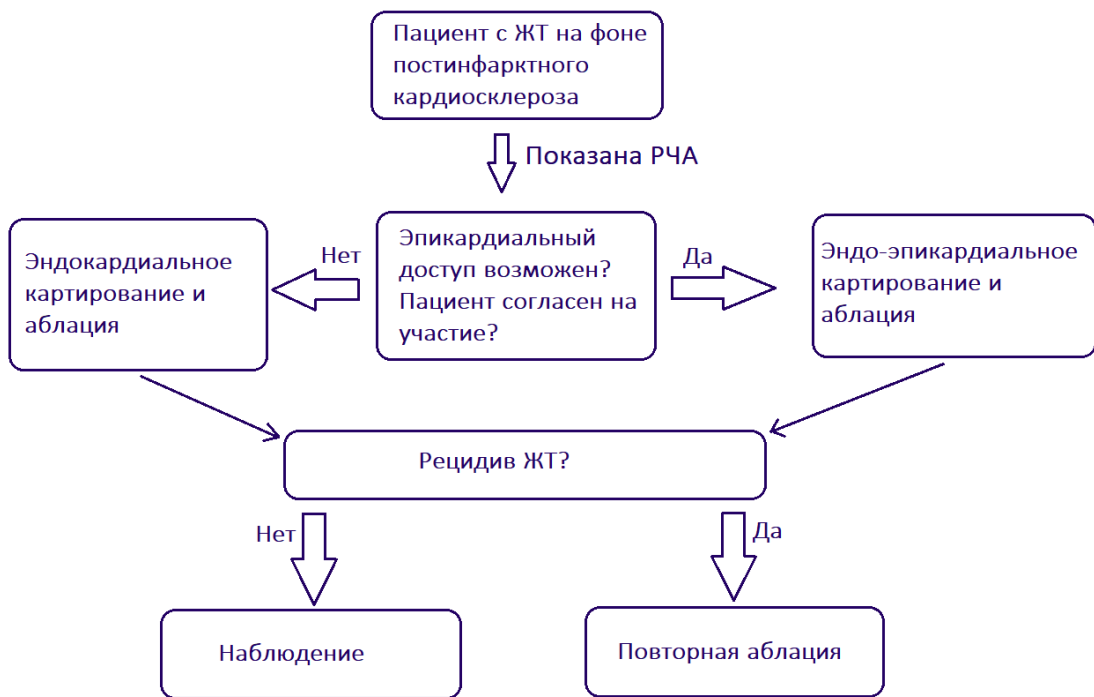 Пациент с ЖТ на фоне
постинфарктного
кардиосклероза
Показана РЧА
Эндокардиальное
картирование и
аблация
Нет
Эпикардиальный
доступ возможен?
Пациент согласен на
участие?
Да
Эндо-эпикардиальное
картирование и
аблация
Рецидив ЖТ?
Нет
Да
Наблюдение
Повторная аблация